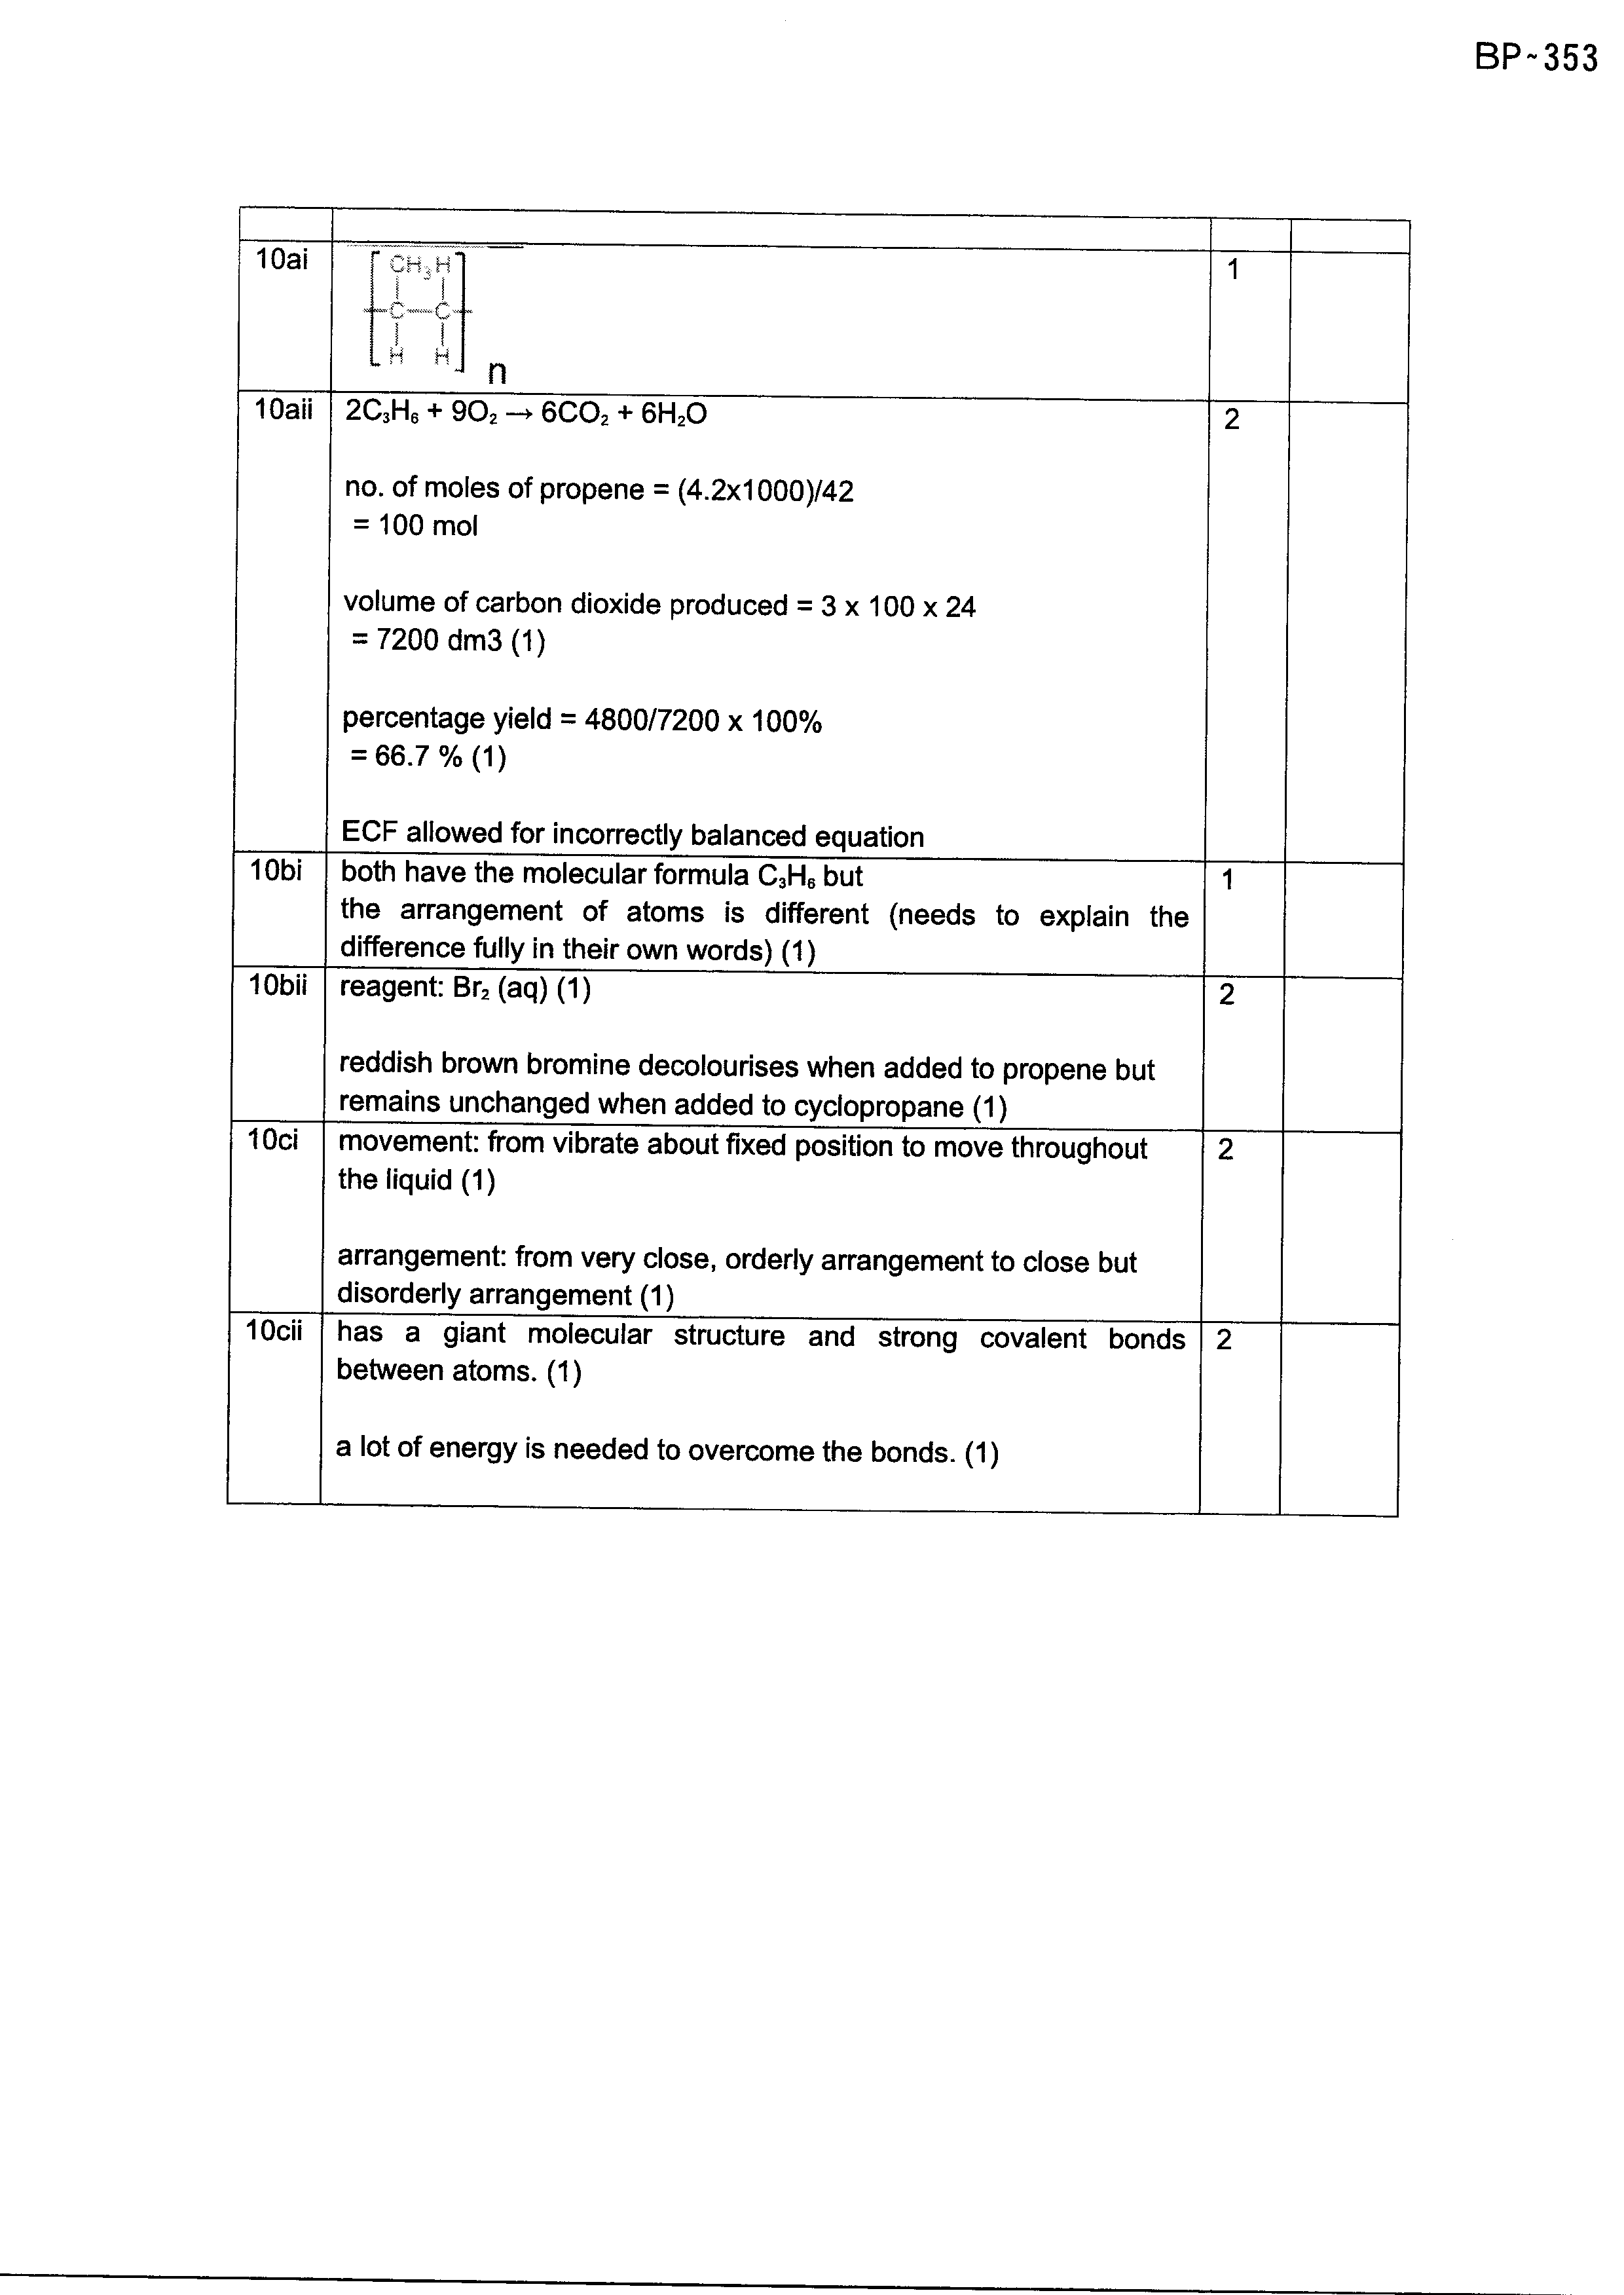 BP~353
10ai
CH₃ H
C—C
H H
n
1
10aii
2C₃H₆ + 9O₂ → 6CO₂ + 6H₂O
2
no. of moles of propene = (4.2x1000)/42
= 100 mol
volume of carbon dioxide produced = 3 x 100 x 24
= 7200 dm3 (1)
percentage yield = 4800/7200 x 100%
= 66.7 % (1)
ECF allowed for incorrectly balanced equation
10bi
both have the molecular formula C₃H₆ but
1
the arrangement of atoms is different (needs to explain the
difference fully in their own words) (1)
10bii
reagent: Br₂ (aq) (1)
2
reddish brown bromine decolourises when added to propene but
remains unchanged when added to cyclopropane (1)
10ci
movement: from vibrate about fixed position to move throughout
2
the liquid (1)
arrangement: from very close, orderly arrangement to close but
disorderly arrangement (1)
10cii
has a giant molecular structure and strong covalent bonds
2
between atoms. (1)
a lot of energy is needed to overcome the bonds. (1)